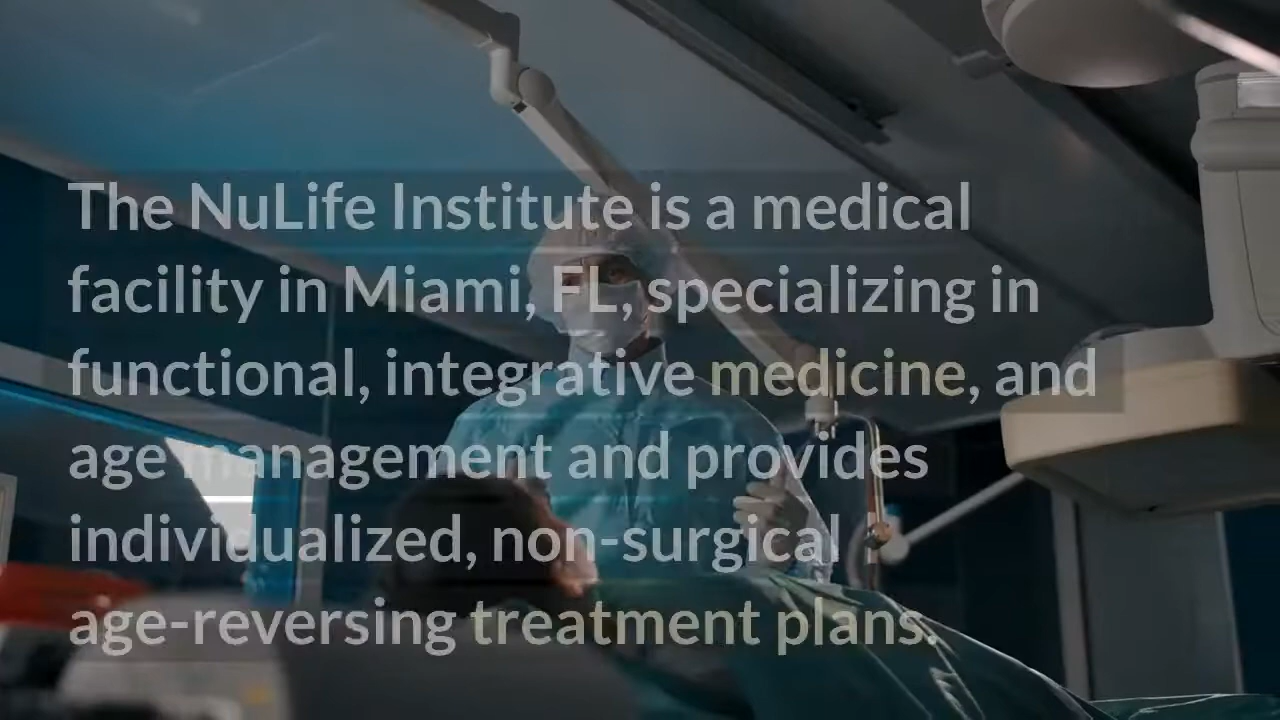 The NuLife Institute is a medical
facility in Miami, FL, specializing in
functional, integrative medicine, and
age management and provides
individualized, non-surgical
age-reversing treatment plans.